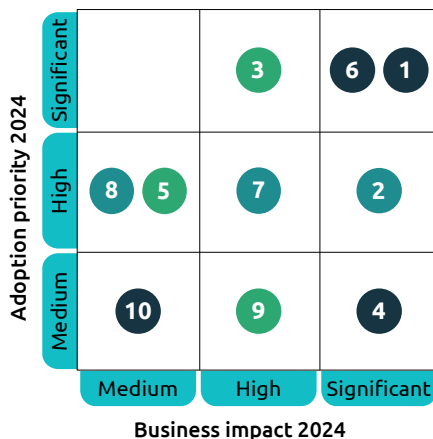 Adoption priority 2024
Significant
3
6
1
High
8
5
7
2
Medium
10
9
4
Medium
High
Significant
Business impact 2024